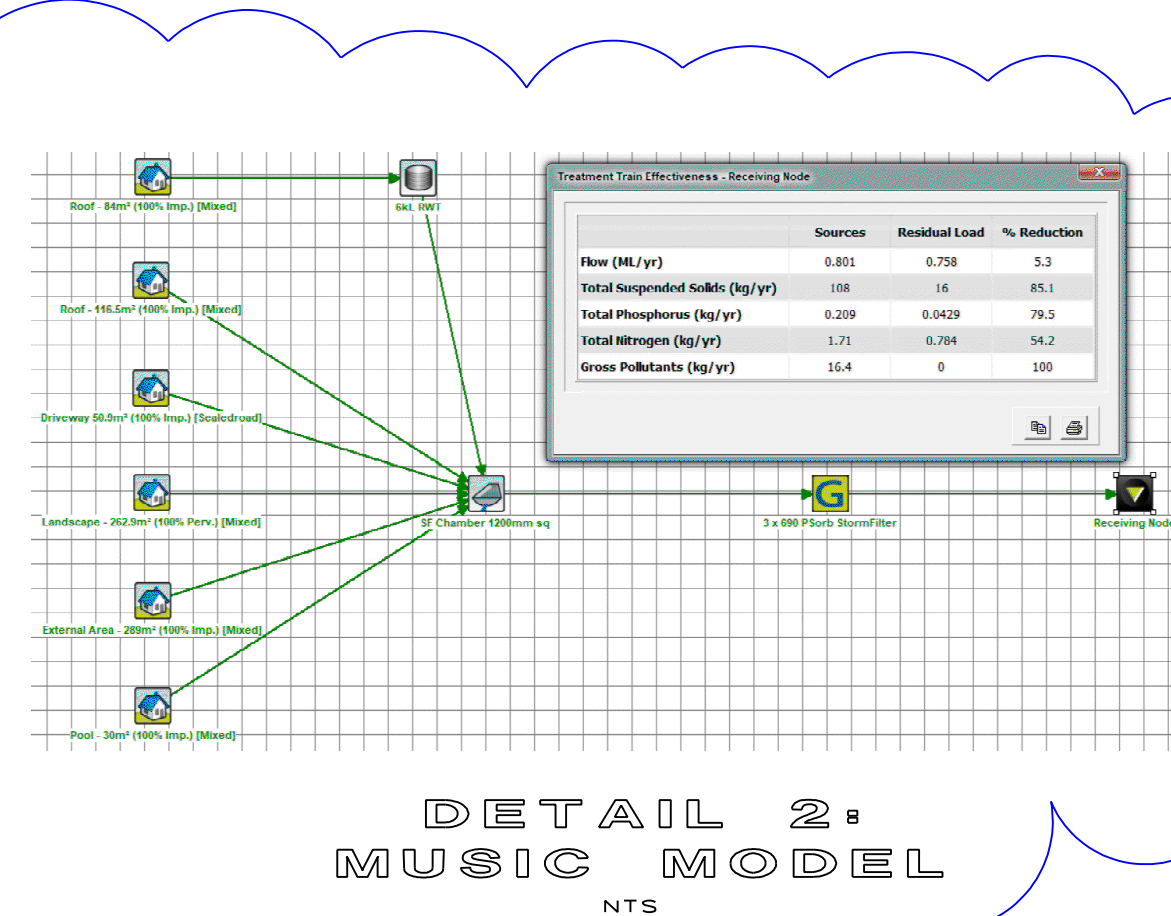 Roof - 84m² (100% Imp.) [Mixed]
6kL RWT
Roof - 116.5m² (100% Imp.) [Mixed]
Driveway 50.9m² (100% Imp.) [Sealedroad]
Landscape - 262.9m² (100% Perv.) [Mixed]
External Area - 289m² (100% Imp.) [Mixed]
Pool - 30m² (100% Imp.) [Mixed]
SF Chamber 1200mm sq
G
3 x 690 PSorb StormFilter
Receiving Node
Treatment Train Effectiveness - Receiving Node
Sources Residual Load % Reduction
Flow (ML/yr) 0.801 0.758 5.3
Total Suspended Solids (kg/yr) 108 16 85.1
Total Phosphorus (kg/yr) 0.209 0.0429 79.5
Total Nitrogen (kg/yr) 1.71 0.784 54.2
Gross Pollutants (kg/yr) 16.4 0 100
DETAIL 2:
MUSIC MODEL
NTS